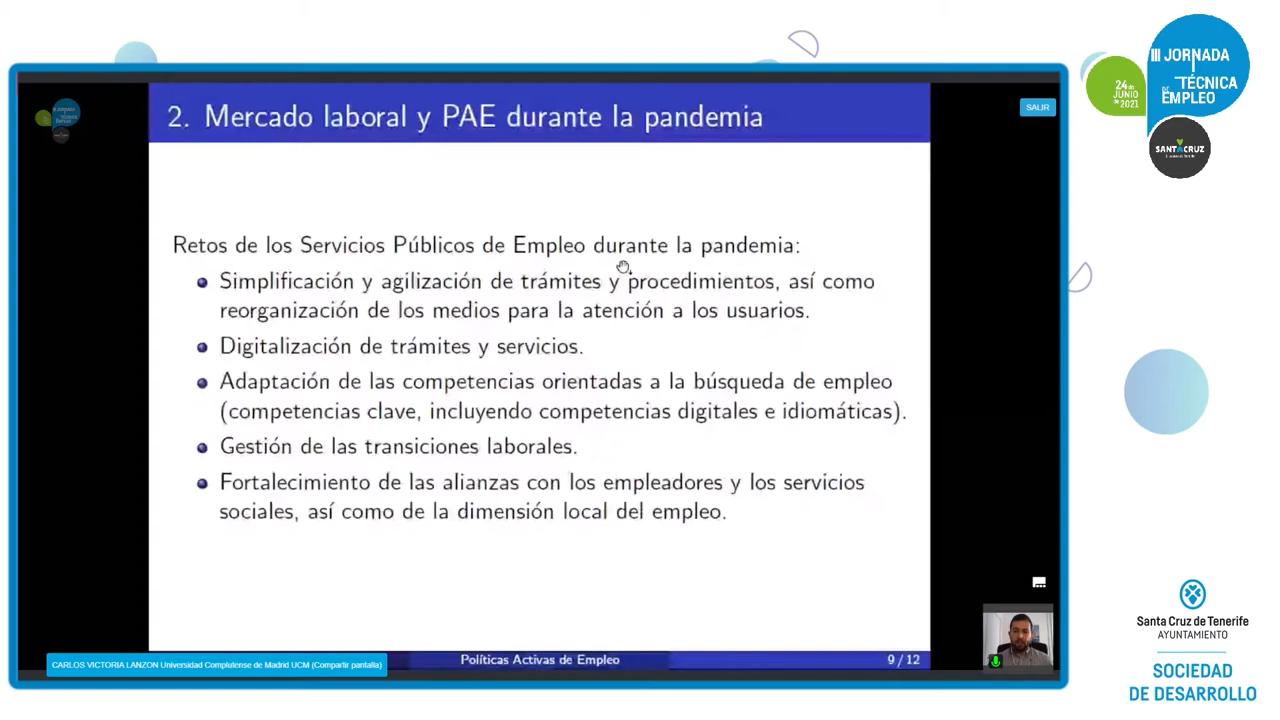 III JORNADA
TÉCNICA
DE EMPLEO
24 de
JUNIO
de 2021
SANTACRUZ
SALIR
2. Mercado laboral y PAE durante la pandemia
Retos de los Servicios Públicos de Empleo durante la pandemia:
Simplificación y agilización de trámites y procedimientos, así como
reorganización de los medios para la atención a los usuarios.
Digitalización de trámites y servicios.
Adaptación de las competencias orientadas a la búsqueda de empleo
(competencias clave, incluyendo competencias digitales e idiomáticas).
Gestión de las transiciones laborales.
Fortalecimiento de las alianzas con los empleadores y los servicios
sociales, así como de la dimensión local del empleo.
CARLOS VICTORIA LANZON Universidad Complutense de Madrid UCM (Compartir pantalla)
Políticas Activas de Empleo
9 / 12
Santa Cruz de Tenerife
AYUNTAMIENTO
SOCIEDAD
DE DESARROLLO